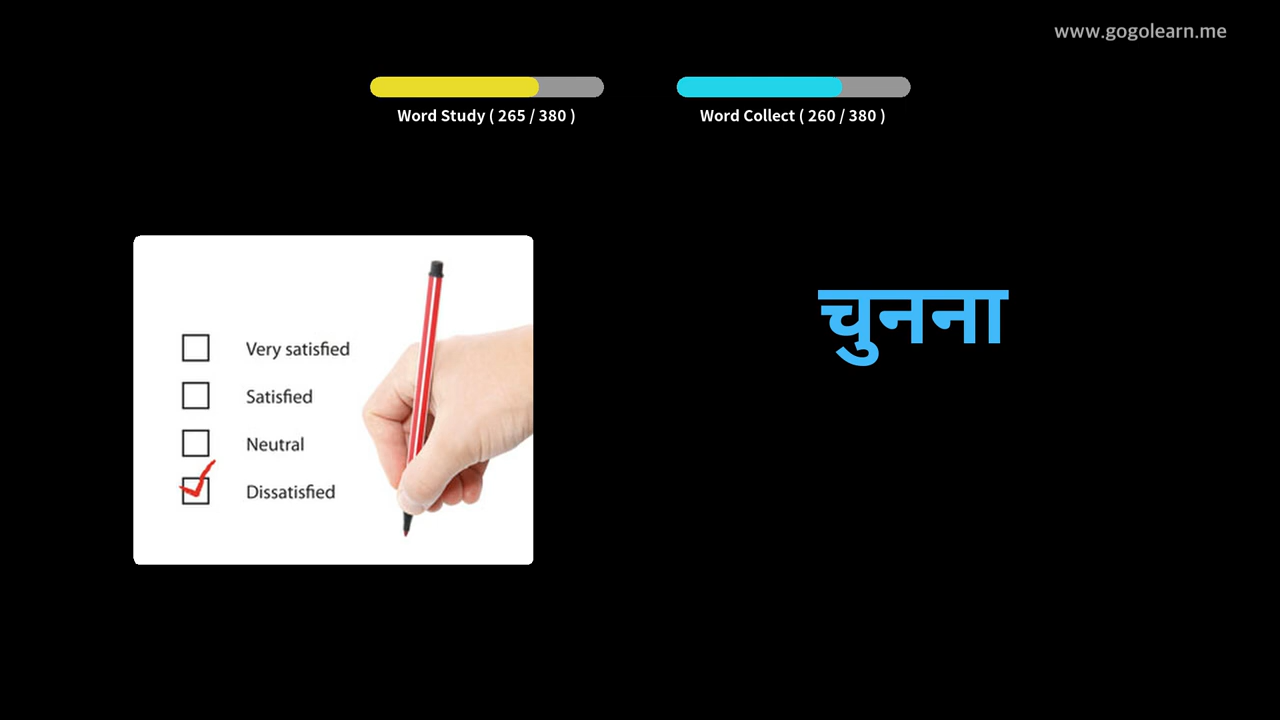 www.gogolearn.me
Word Study ( 265 / 380 )
Word Collect ( 260 / 380 )
Very satisfied
Satisfied
Neutral
Dissatisfied
चुनना